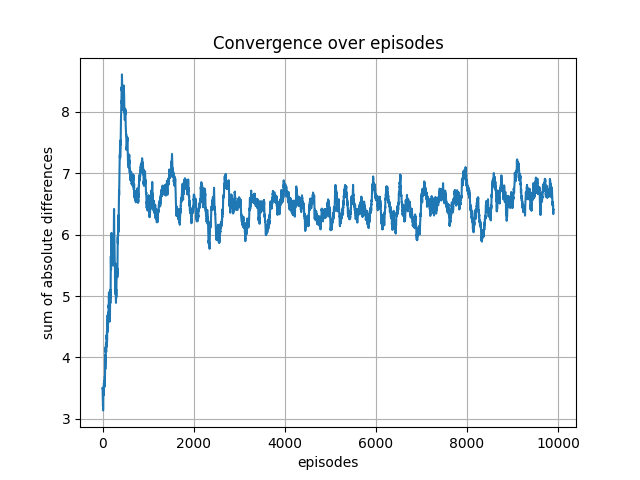 Convergence over episodes
sum of absolute differences
8
7
6
5
4
3
0 2000 4000 6000 8000 10000
episodes